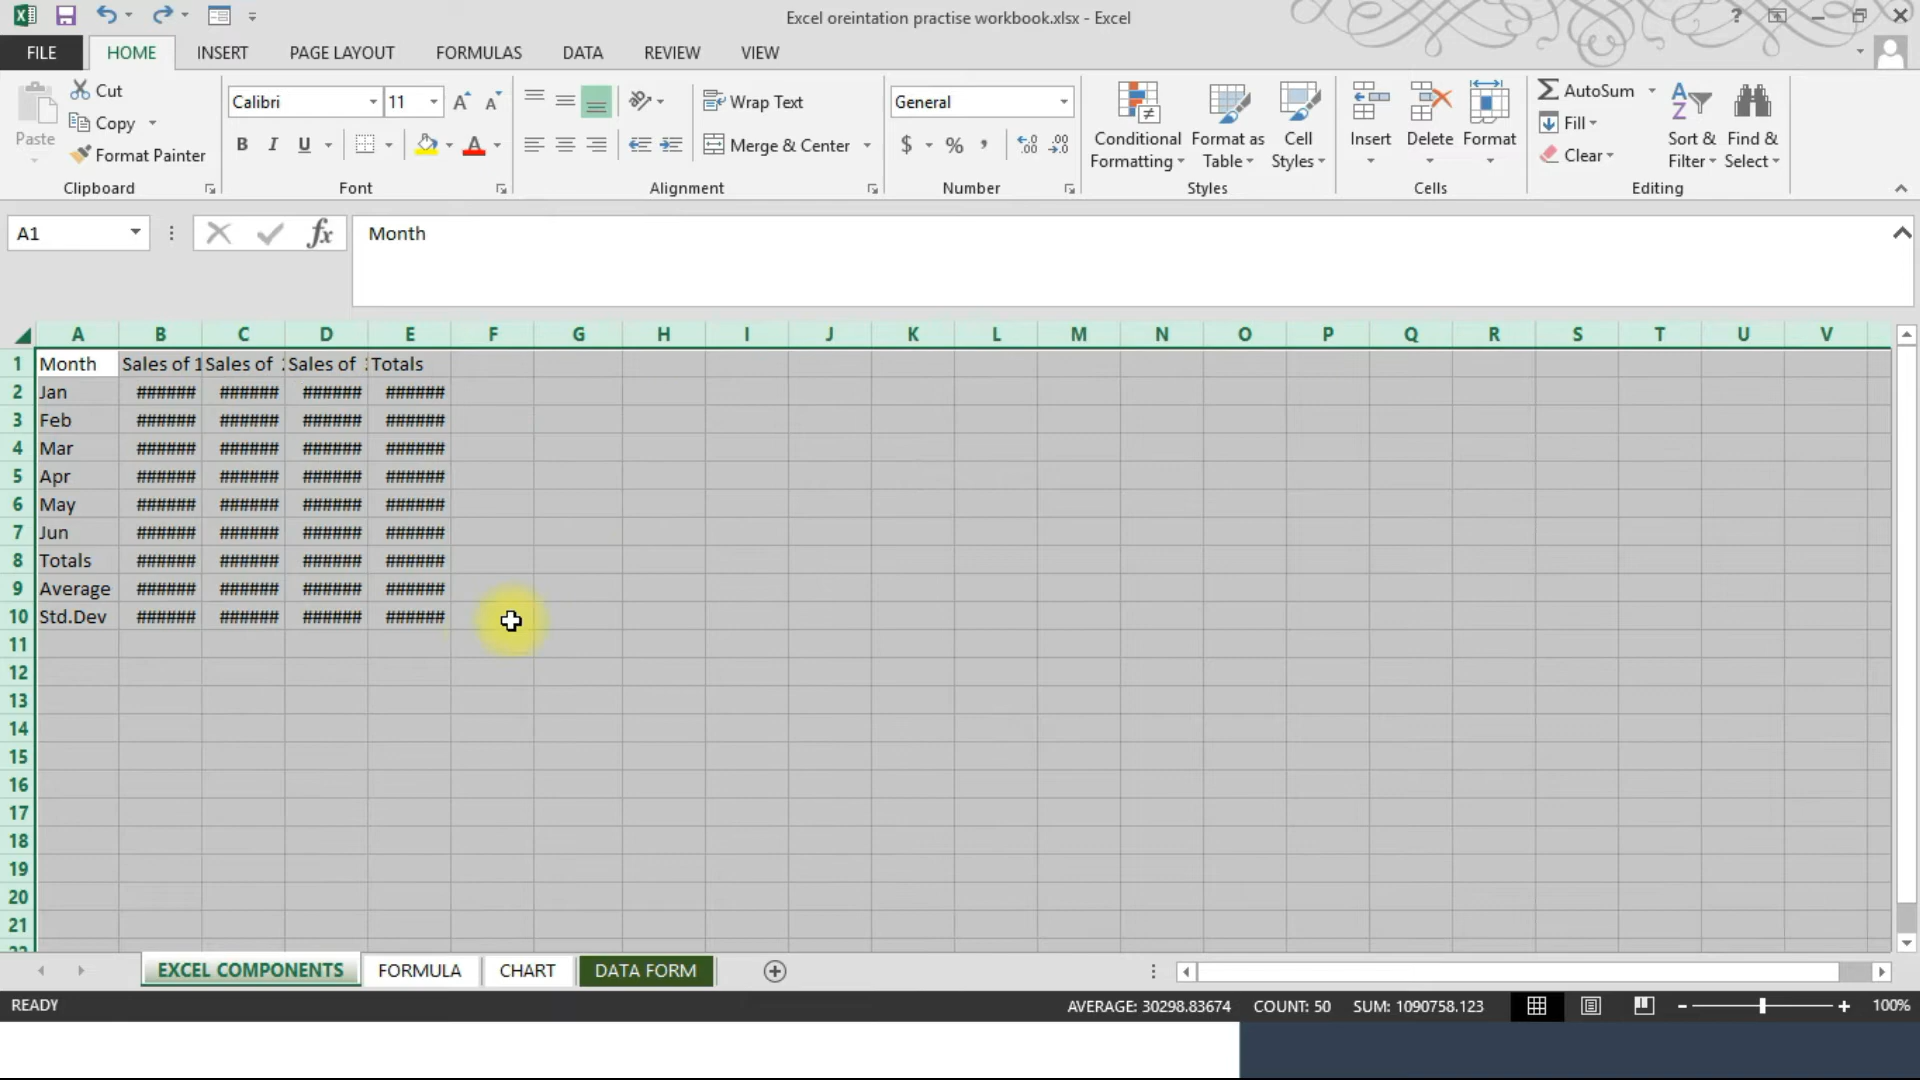 Excel oreintation practise workbook.xlsx - Excel
?
FILE HOME INSERT PAGE LAYOUT FORMULAS DATA REVIEW VIEW
Paste
Cut
Copy
Format Painter
Clipboard
Calibri 11
B I U
Font
Wrap Text
Merge & Center
Alignment
General
$ % ,
Number
Conditional Formatting
Format as Table
Cell Styles
Styles
Insert
Delete
Format
Cells
AutoSum
Fill
Clear
Sort & Filter
Find & Select
Editing
A1 fx Month
A B C D E F G H I J K L M N O P Q R S T U V
1 Month Sales of 1 Sales of Sales of Totals
2 Jan ###### ###### ###### ######
3 Feb ###### ###### ###### ######
4 Mar ###### ###### ###### ######
5 Apr ###### ###### ###### ######
6 May ###### ###### ###### ######
7 Jun ###### ###### ###### ######
8 Totals ###### ###### ###### ######
9 Average ###### ###### ###### ######
10 Std.Dev ###### ###### ###### ######
11
12
13
14
15
16
17
18
19
20
21
EXCEL COMPONENTS FORMULA CHART DATA FORM
READY AVERAGE: 30298.83674 COUNT: 50 SUM: 1090758.123 100%